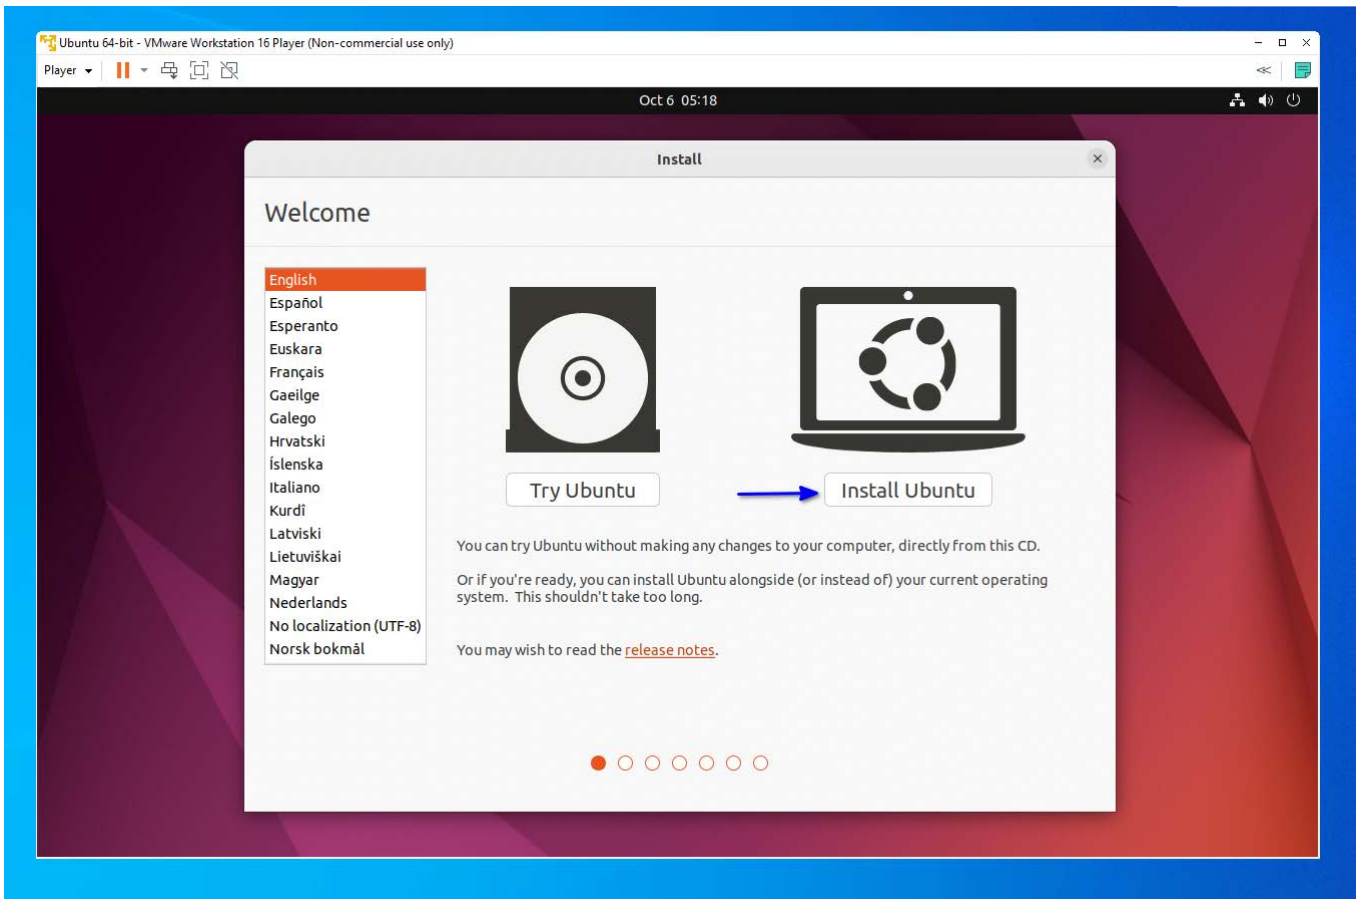 Ubuntu 64-bit - VMware Workstation 16 Player (Non-commercial use only)
Player
Oct 6 05:18
Install
Welcome
English
Español
Esperanto
Euskara
Français
Gaeilge
Galego
Hrvatski
Íslenska
Italiano
Kurdî
Latviski
Lietuviškai
Magyar
Nederlands
No localization (UTF-8)
Norsk bokmål
Try Ubuntu
Install Ubuntu
You can try Ubuntu without making any changes to your computer, directly from this CD.
Or if you're ready, you can install Ubuntu alongside (or instead of) your current operating
system. This shouldn't take too long.
You may wish to read the release notes.